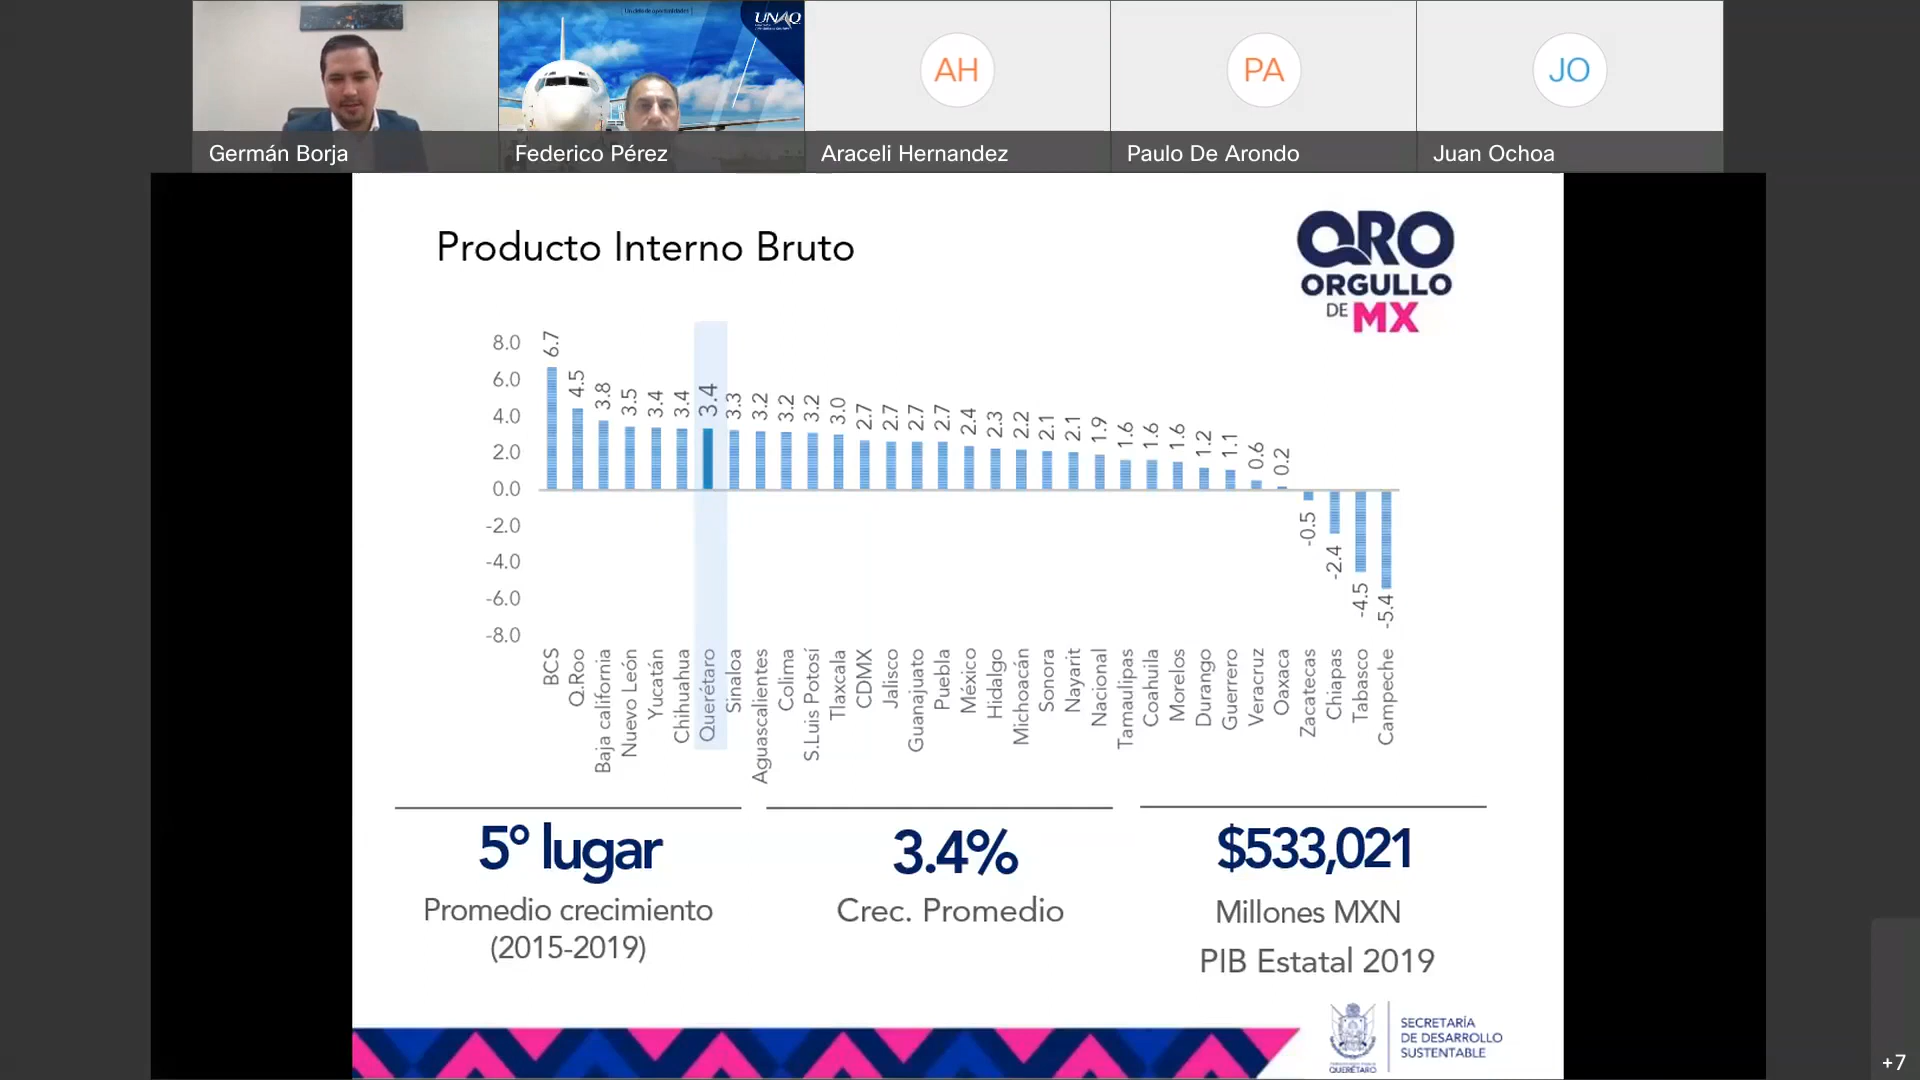 UNAQ
Germán Borja
Federico Pérez
AH
Araceli Hernandez
PA
Paulo De Arondo
JO
Juan Ochoa
Producto Interno Bruto
QRO
ORGULLO
DE MX
8.0
6.0
4.0
2.0
0.0
-2.0
-4.0
-6.0
-8.0
6.7
4.5
3.8
3.5
3.4
3.4
3.4
3.3
3.2
3.2
3.2
3.0
2.7
2.7
2.7
2.7
2.4
2.3
2.2
2.1
2.1
1.9
1.6
1.6
1.6
1.2
1.1
0.6
0.2
-0.5
-2.4
-4.5
-5.4
BCS
Q.Roo
Baja california
Nuevo León
Yucatán
Chihuahua
Querétaro
Sinaloa
Aguascalientes
Colima
S.Luis Potosí
Tlaxcala
CDMX
Jalisco
Guanajuato
Puebla
México
Hidalgo
Michoacán
Sonora
Nayarit
Nacional
Tamaulipas
Coahuila
Morelos
Durango
Guerrero
Veracruz
Oaxaca
Zacatecas
Chiapas
Tabasco
Campeche
5° lugar
Promedio crecimiento
(2015-2019)
3.4%
Crec. Promedio
$533,021
Millones MXN
PIB Estatal 2019
QUERÉTARO
SECRETARÍA
DE DESARROLLO
SUSTENTABLE
+7